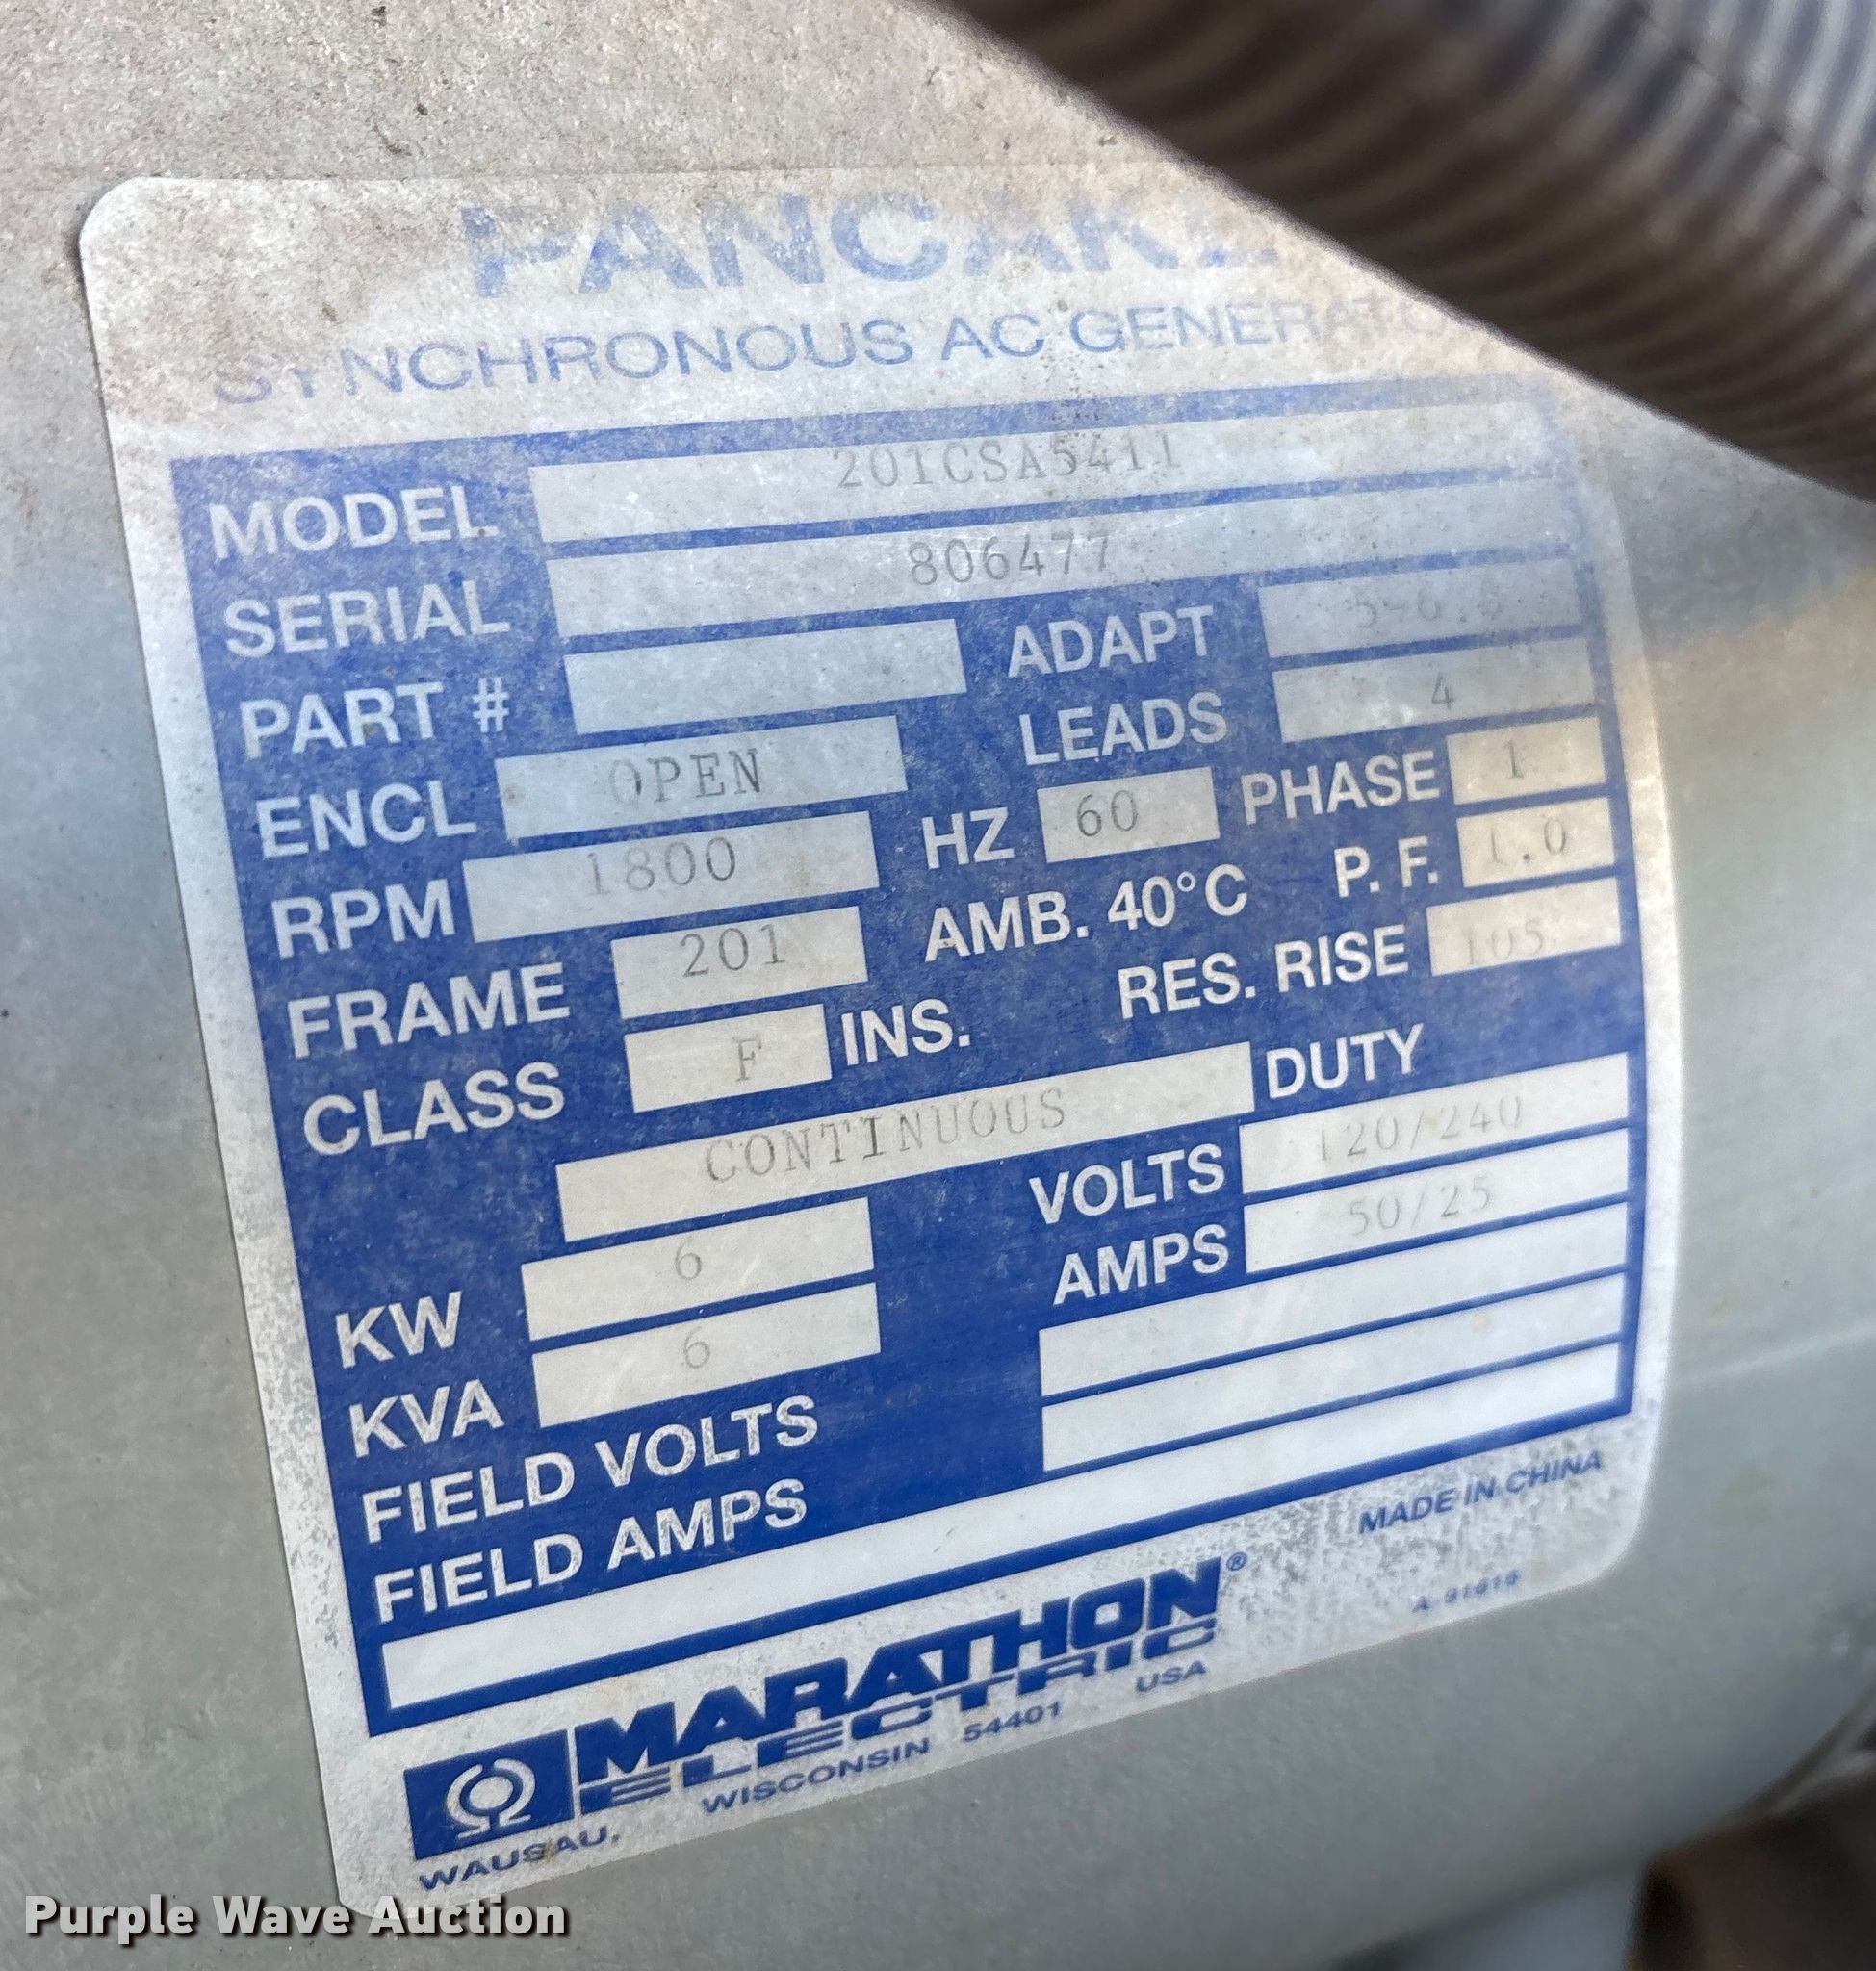 PANCAKE
SYNCHRONOUS AC GENERATO
MODEL 201CSA5411
SERIAL 806477
PART # ADAPT
LEADS 4
ENCL OPEN HZ 60 PHASE 1
RPM 1800 AMB. 40°C P. F. 1.0
FRAME 201 RES. RISE 105
CLASS F INS.
CONTINUOUS DUTY
VOLTS 120/240
KW 6 AMPS 50/25
KVA 6
FIELD VOLTS
FIELD AMPS
MADE IN CHINA
MARATHON®
ELECTRIC
WAUSAU, WISCONSIN 54401 USA
Purple Wave Auction